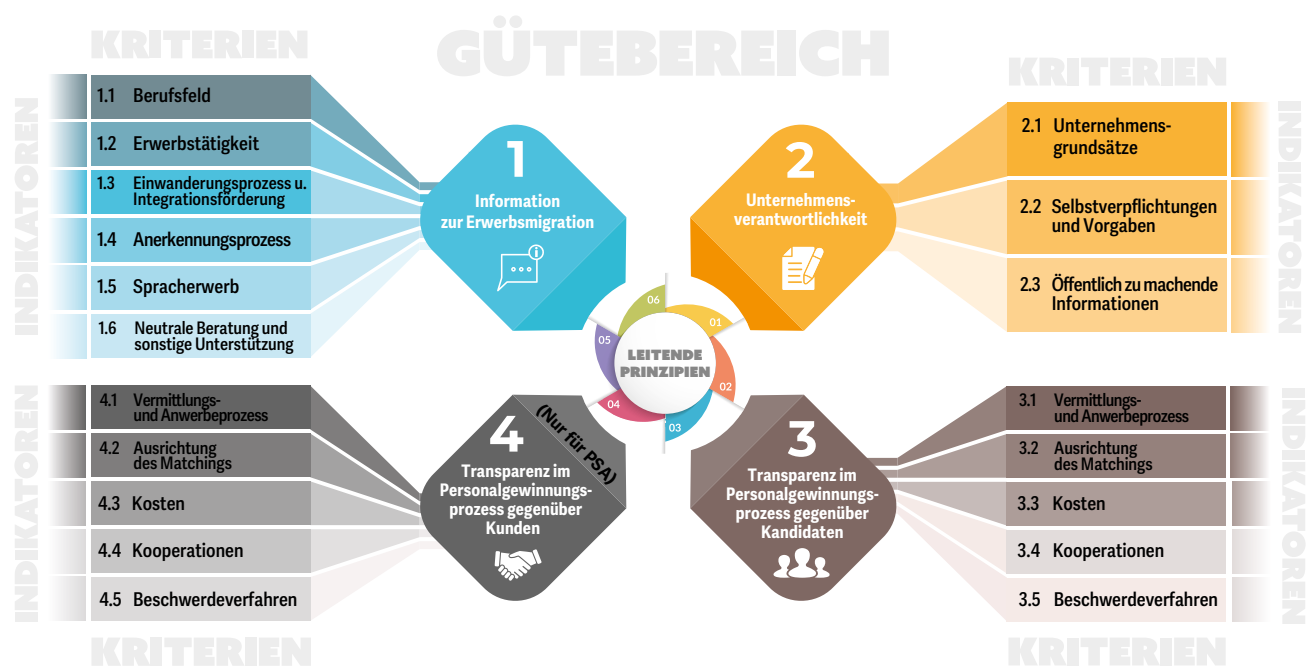 GÜTEBEREICH
KRITERIEN
INDIKATOREN
1.1 Berufsfeld
1.2 Erwerbstätigkeit
1.3 Einwanderungsprozess u.
Integrationsförderung
1.4 Anerkennungsprozess
1.5 Spracherwerb
1.6 Neutrale Beratung und
sonstige Unterstützung
1
Information
zur Erwerbsmigration
i
2
Unternehmens-
verantwortlichkeit
KRITERIEN
INDIKATOREN
2.1 Unternehmens-
grundsätze
2.2 Selbstverpflichtungen
und Vorgaben
2.3 Öffentlich zu machende
Informationen
LEITENDE
PRINZIPIEN
01
02
03
04
05
06
INDIKATOREN
4.1 Vermittlungs-
und Anwerbeprozess
4.2 Ausrichtung
des Matchings
4.3 Kosten
4.4 Kooperationen
4.5 Beschwerdeverfahren
KRITERIEN
4
(Nur für PSA)
Transparenz im
Personalgewinnungs-
prozess gegenüber
Kunden
3
Transparenz im
Personalgewinnungs-
prozess gegenüber
Kandidaten
3.1 Vermittlungs-
und Anwerbeprozess
3.2 Ausrichtung
des Matchings
3.3 Kosten
3.4 Kooperationen
3.5 Beschwerdeverfahren
INDIKATOREN
KRITERIEN